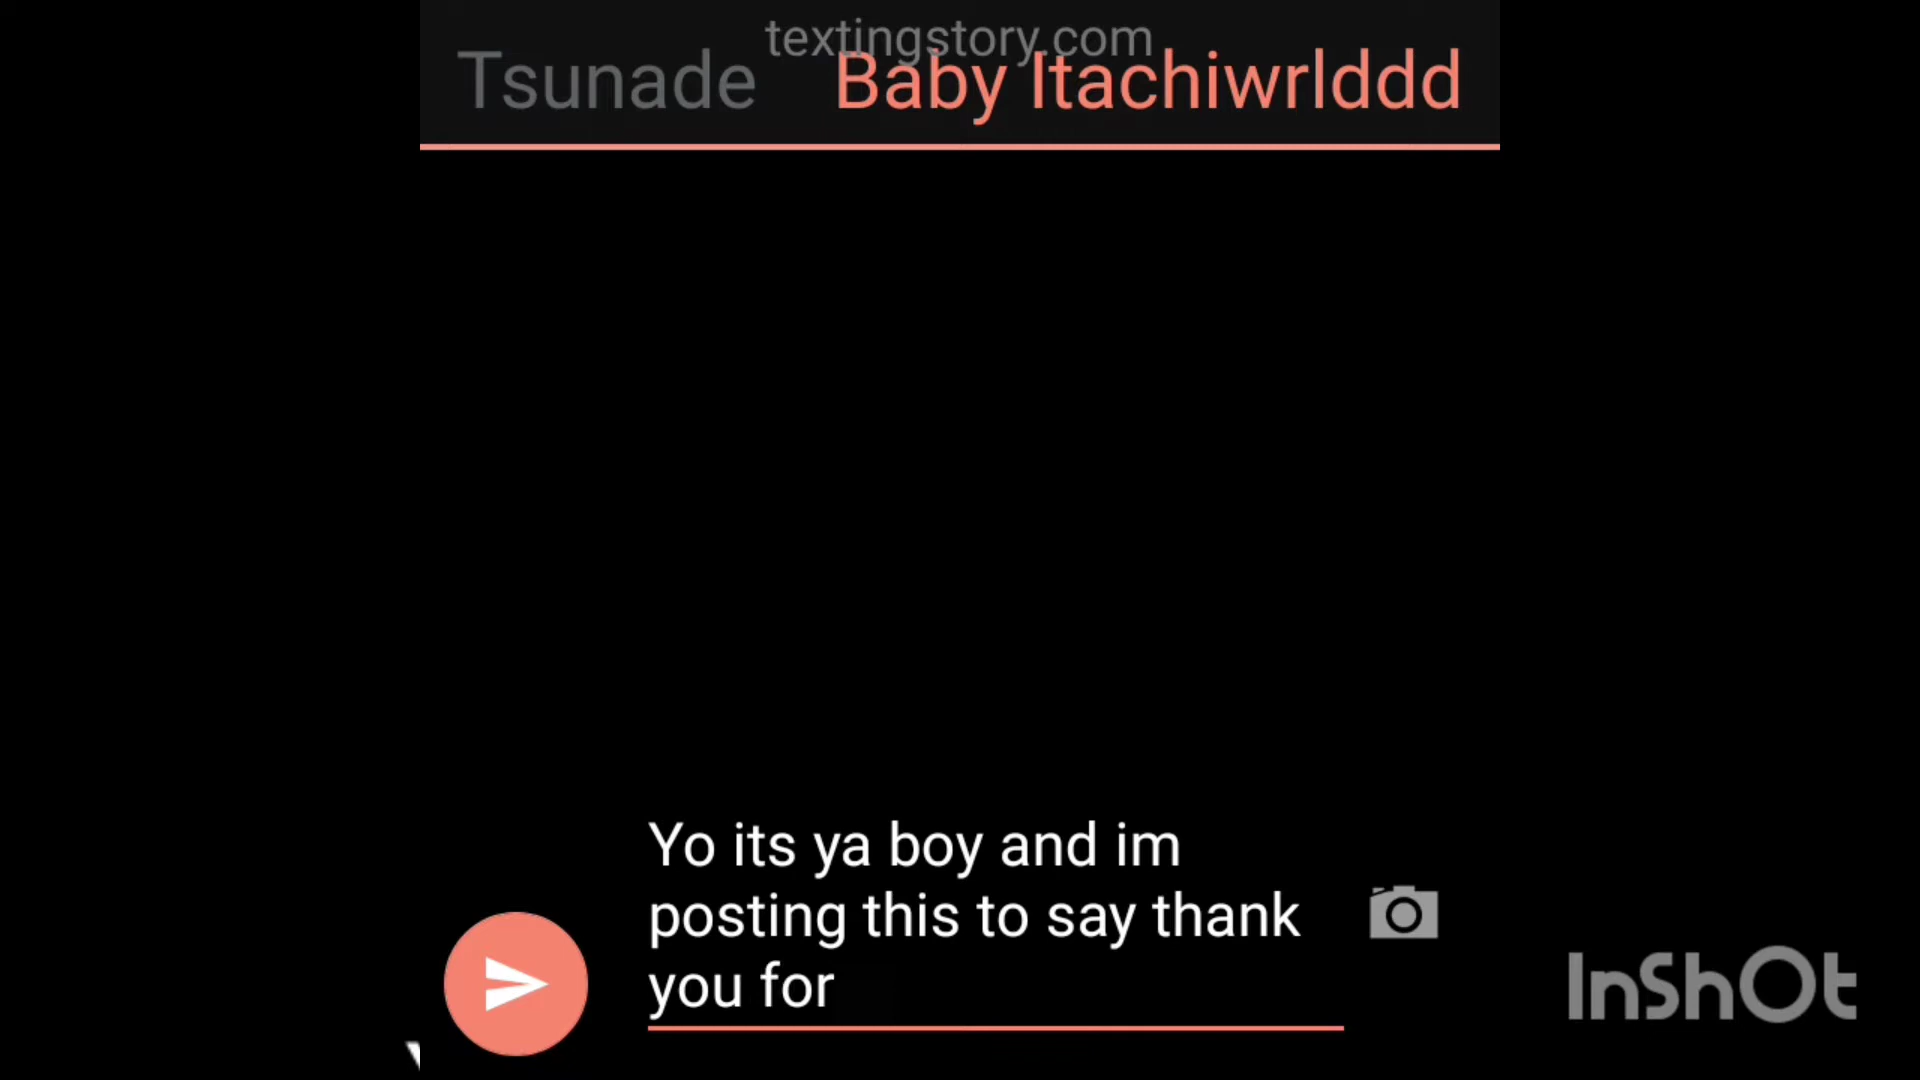 textingstory.com
Tsunade Baby Itachiwrlddd
Yo its ya boy and im
posting this to say thank
you for
InShOt